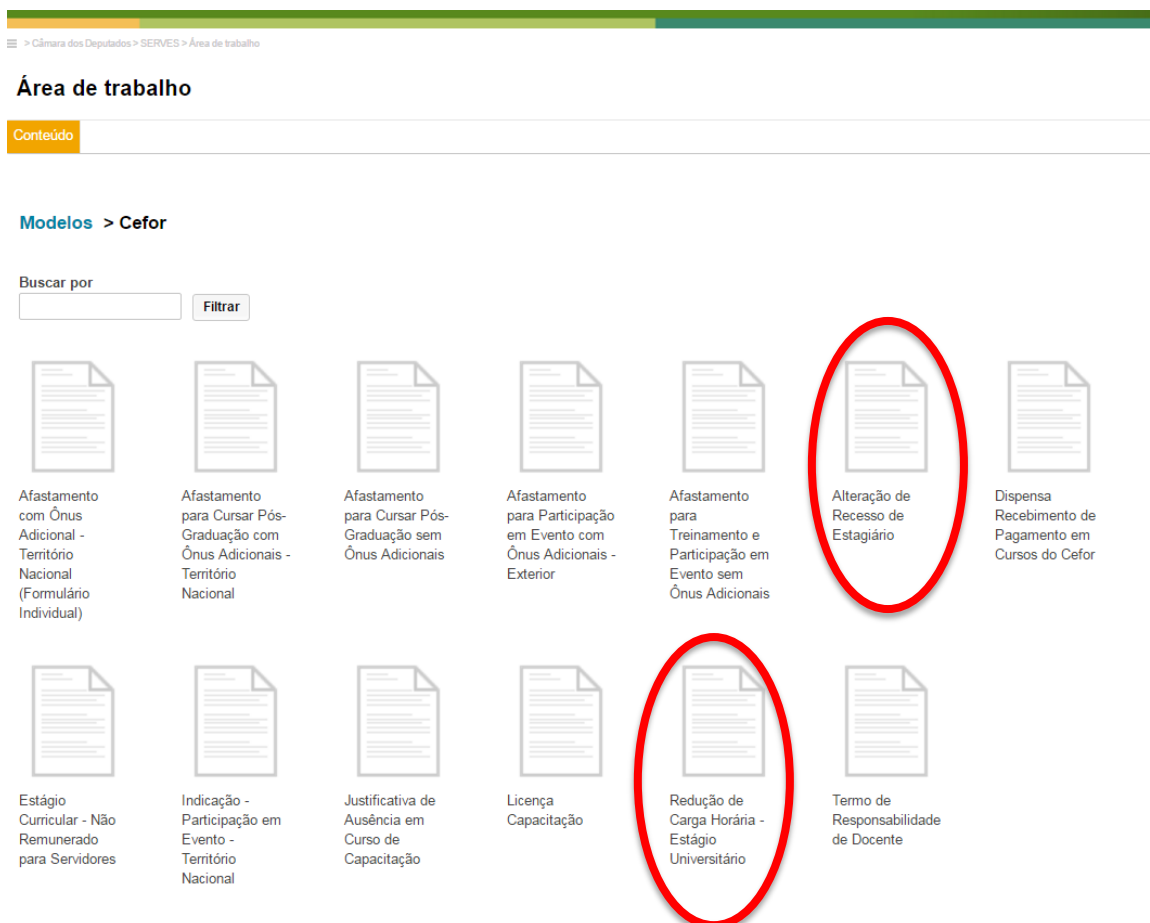 ☰ > Câmara dos Deputados > SERVES > Área de trabalho
Área de trabalho
Conteúdo
Modelos > Cefor
Buscar por
Filtrar
Afastamento
com Ônus
Adicional -
Território
Nacional
(Formulário
Individual)
Afastamento
para Cursar Pós-
Graduação com
Ônus Adicionais -
Território
Nacional
Afastamento
para Cursar Pós-
Graduação sem
Ônus Adicionais
Afastamento
para Participação
em Evento com
Ônus Adicionais -
Exterior
Afastamento
para
Treinamento e
Participação em
Evento sem
Ônus Adicionais
Alteração de
Recesso de
Estagiário
Dispensa
Recebimento de
Pagamento em
Cursos do Cefor
Estágio
Curricular - Não
Remunerado
para Servidores
Indicação -
Participação em
Evento -
Território
Nacional
Justificativa de
Ausência em
Curso de
Capacitação
Licença
Capacitação
Redução de
Carga Horária -
Estágio
Universitário
Termo de
Responsabilidade
de Docente